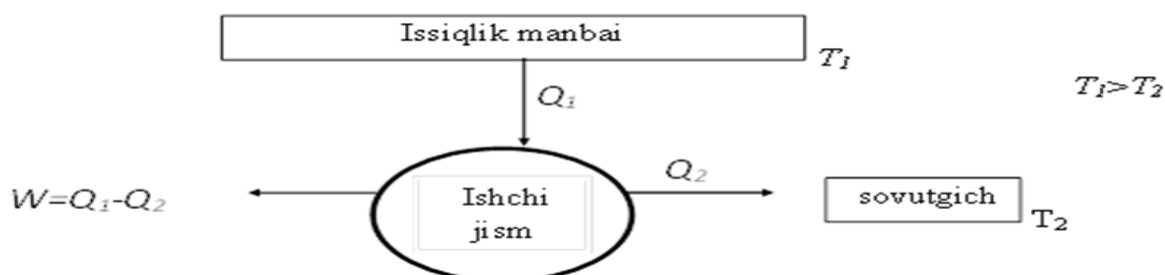 Issiqlik manbai
T₁
T₁>T₂
Q₁
W=Q₁-Q₂
Ishchi
jism
Q₂
sovutgich
T₂